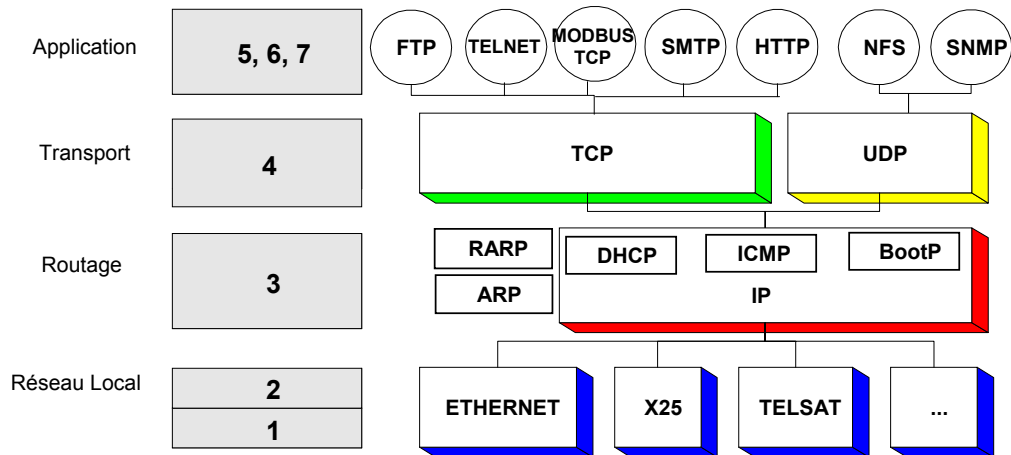 Application
5, 6, 7
FTP
TELNET
MODBUS
TCP
SMTP
HTTP
NFS
SNMP
Transport
4
TCP
UDP
Routage
3
RARP
ARP
DHCP
ICMP
BootP
IP
Réseau Local
2
1
ETHERNET
X25
TELSAT
...